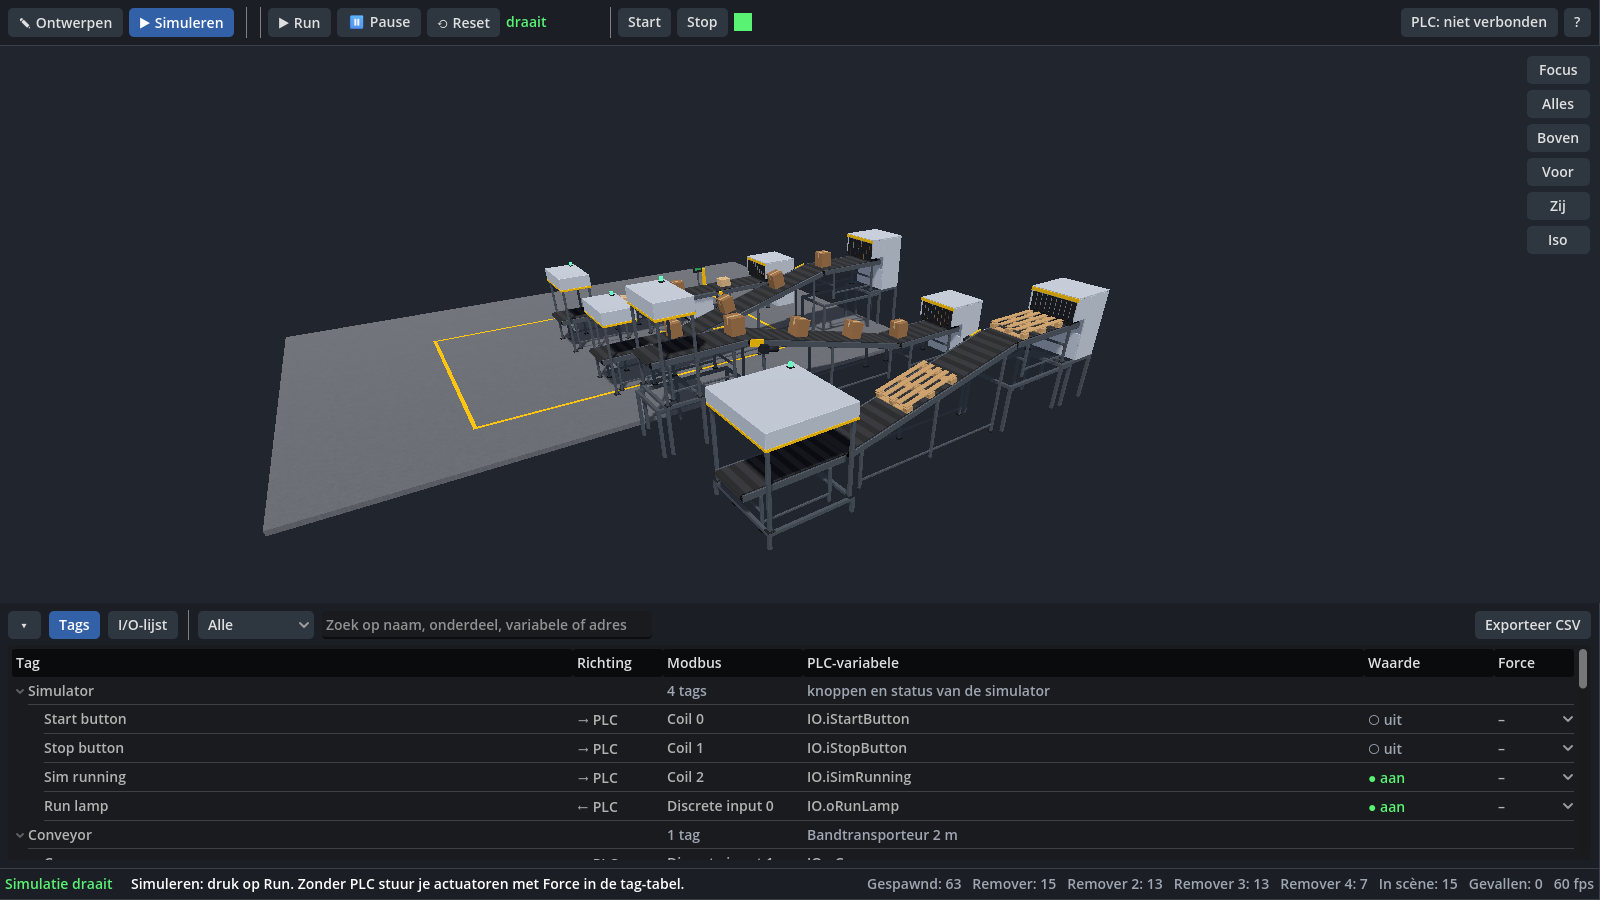 Ontwerpen Simuleren Run Pause Reset draait Start Stop PLC: niet verbonden ?
Focus
Alles
Boven
Voor
Zij
Iso
Tags I/O-lijst Alle Zoek op naam, onderdeel, variabele of adres Exporteer CSV
Tag Richting Modbus PLC-variabele Waarde Force
Simulator 4 tags knoppen en status van de simulator
Start button → PLC Coil 0 IO.iStartButton uit –
Stop button → PLC Coil 1 IO.iStopButton uit –
Sim running → PLC Coil 2 IO.iSimRunning aan –
Run lamp ← PLC Discrete input 0 IO.oRunLamp aan –
Conveyor 1 tag Bandtransporteur 2 m
Simulatie draait Simuleren: druk op Run. Zonder PLC stuur je actuatoren met Force in de tag-tabel. Gespawnd: 63 Remover: 15 Remover 2: 13 Remover 3: 13 Remover 4: 7 In scène: 15 Gevallen: 0 60 fps